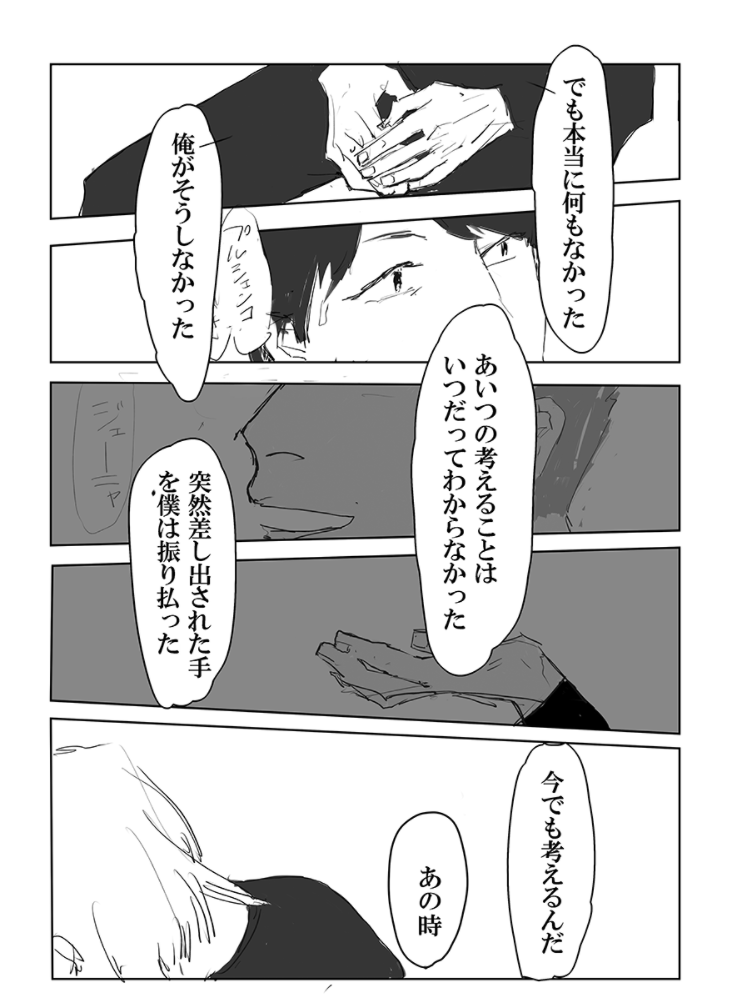 でも本当に何もなかった
俺がそうしなかった
プルシェンコ
あいつの考えることは
いつだってわからなかった
ジェーニャ
突然差し出された手
を僕は振り払った
今でも考えるんだ
あの時